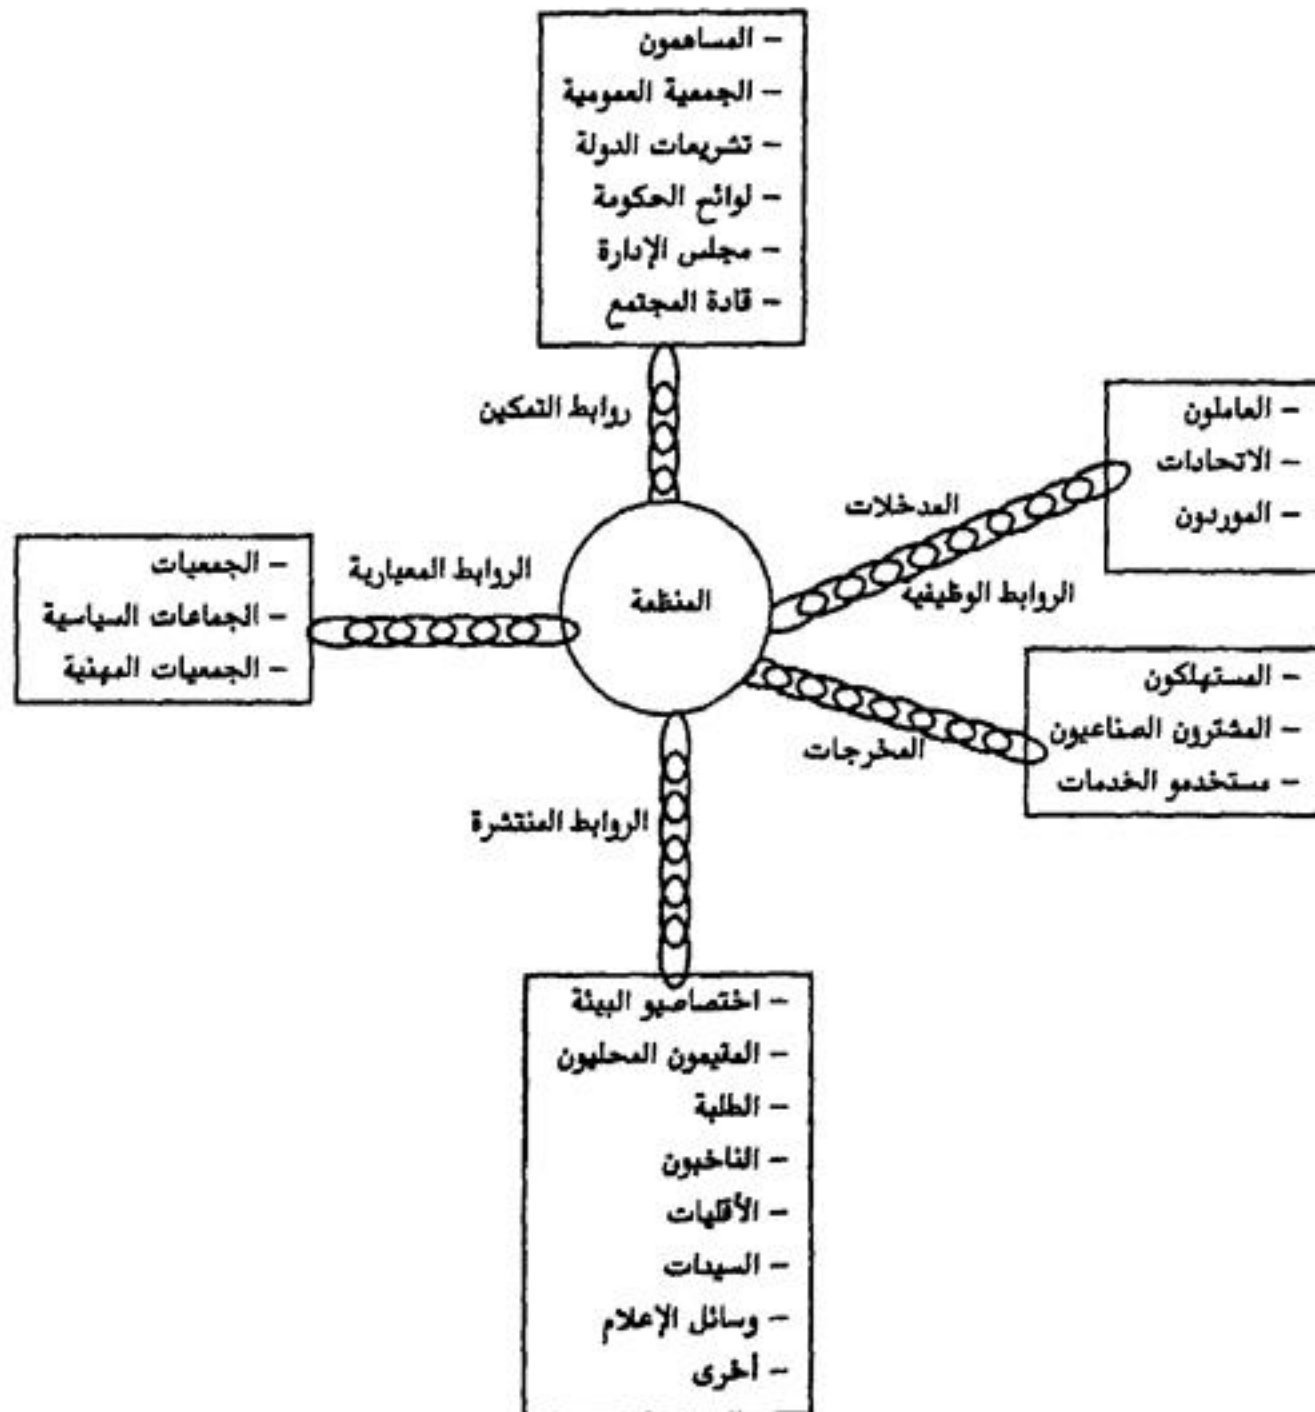 – المساهمون
– الجمعية العمومية
– تشريعات الدولة
– لوائح الحكومة
– مجلس الإدارة
– قادة المجتمع
روابط التمكين
– العاملون
– الاتحادات
– الموردون
المدخلات
الروابط الوظيفيه
المنظمة
الروابط المعيارية
– الجمعيات
– الجماعات السياسية
– الجمعيات المهنية
– المستهلكون
– المشترون الصناعيون
– مستخدمو الخدمات
المخرجات
الروابط المنتشرة
– اختصاصيو البيئة
– المقيمون المحليون
– الطلبة
– الناخبون
– الأقليات
– السيدات
– وسائل الإعلام
– أخرى